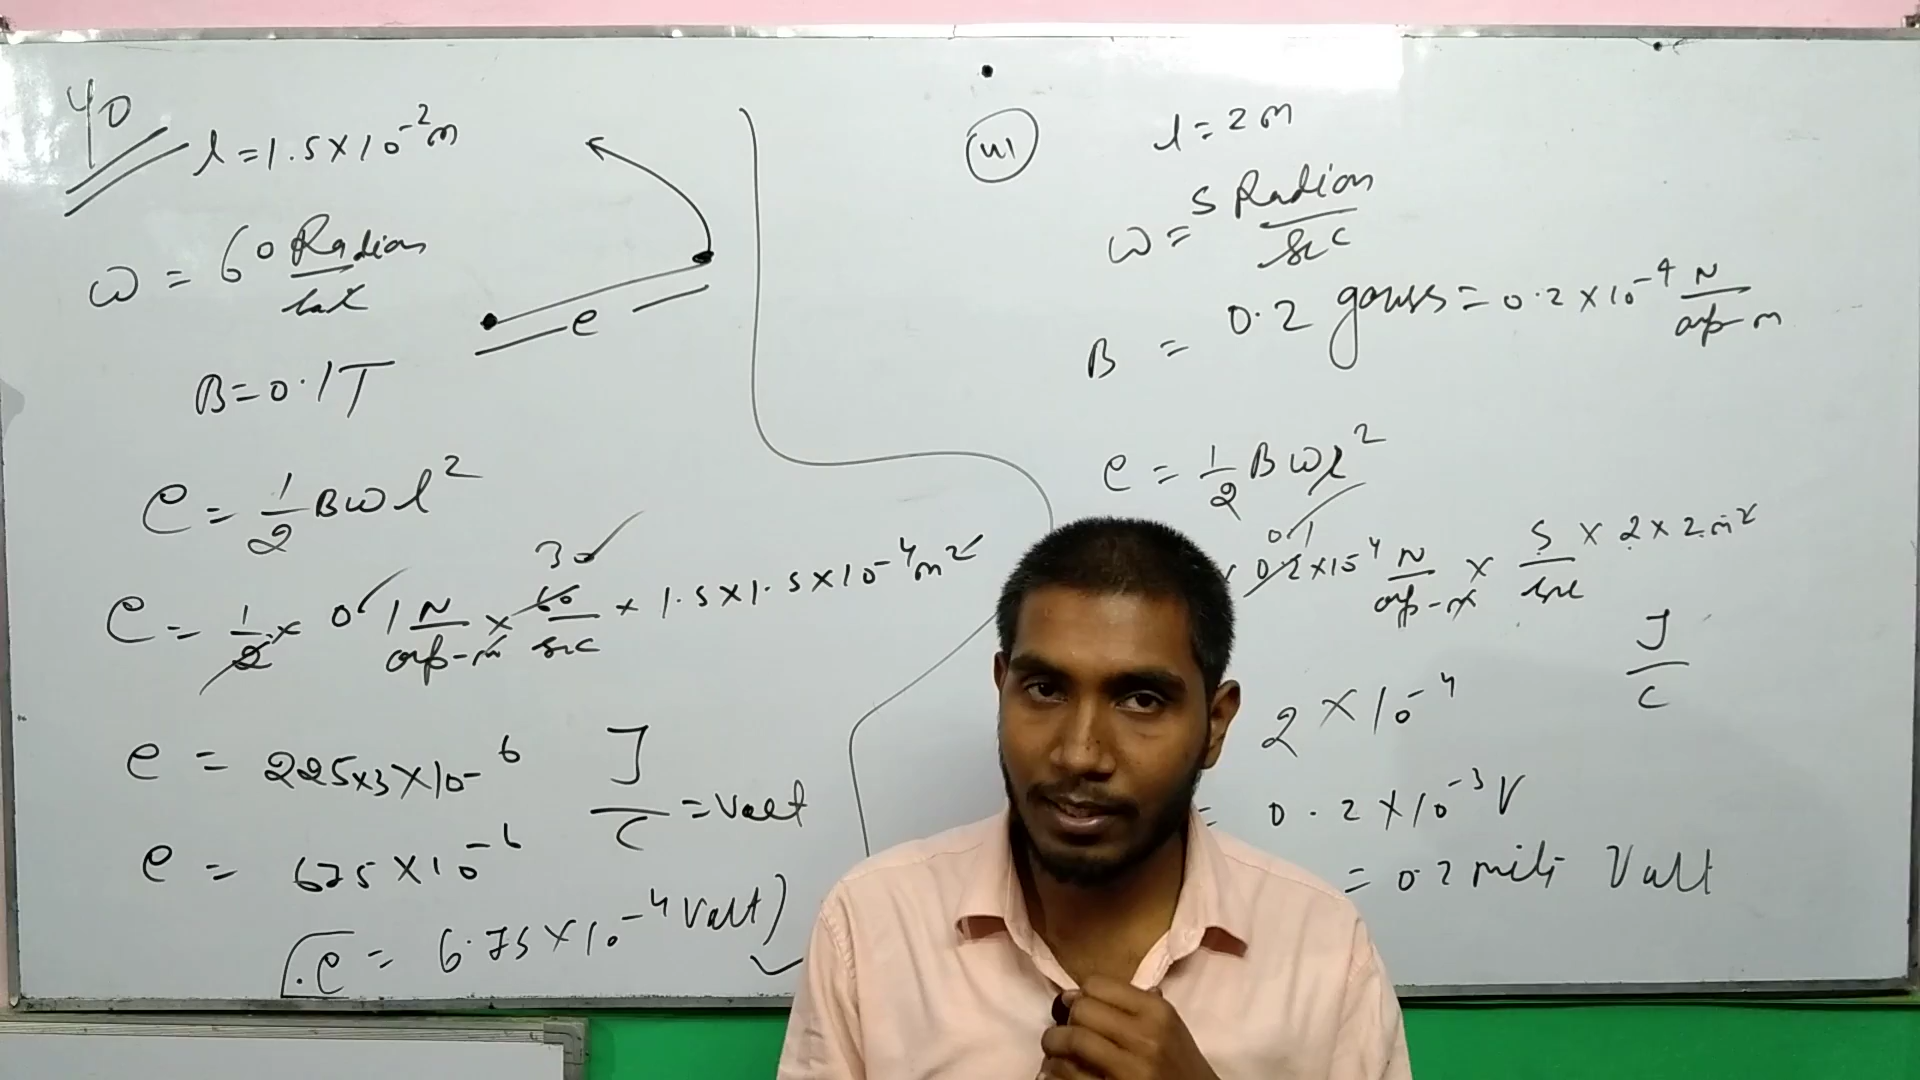 40
l = 1.5 × 10⁻² m
ω = 60 Radian
B = 0.1T
e
e = 1/2 Bωl²
30
e = 1/2 × 0.1 N/amp-m × 60/sec × 1.5 × 1.5 × 10⁻⁴ m²
e = 225×3×10⁻⁶ J/C = Volt
e = 675 × 10⁻⁶
∴ e = 6.75 × 10⁻⁴ Volt
41
l = 2 m
ω = 5 Radian/sec
B = 0.2 gauss = 0.2 × 10⁻⁴ N/amp-m
e = 1/2 Bωl²
0.1
× 0.2 × 10⁻⁴ N/amp-m × 5/sec × 2 × 2 m²
2 × 10⁻⁴ J/C
= 0.2 × 10⁻³ V
= 0.2 mili Volt